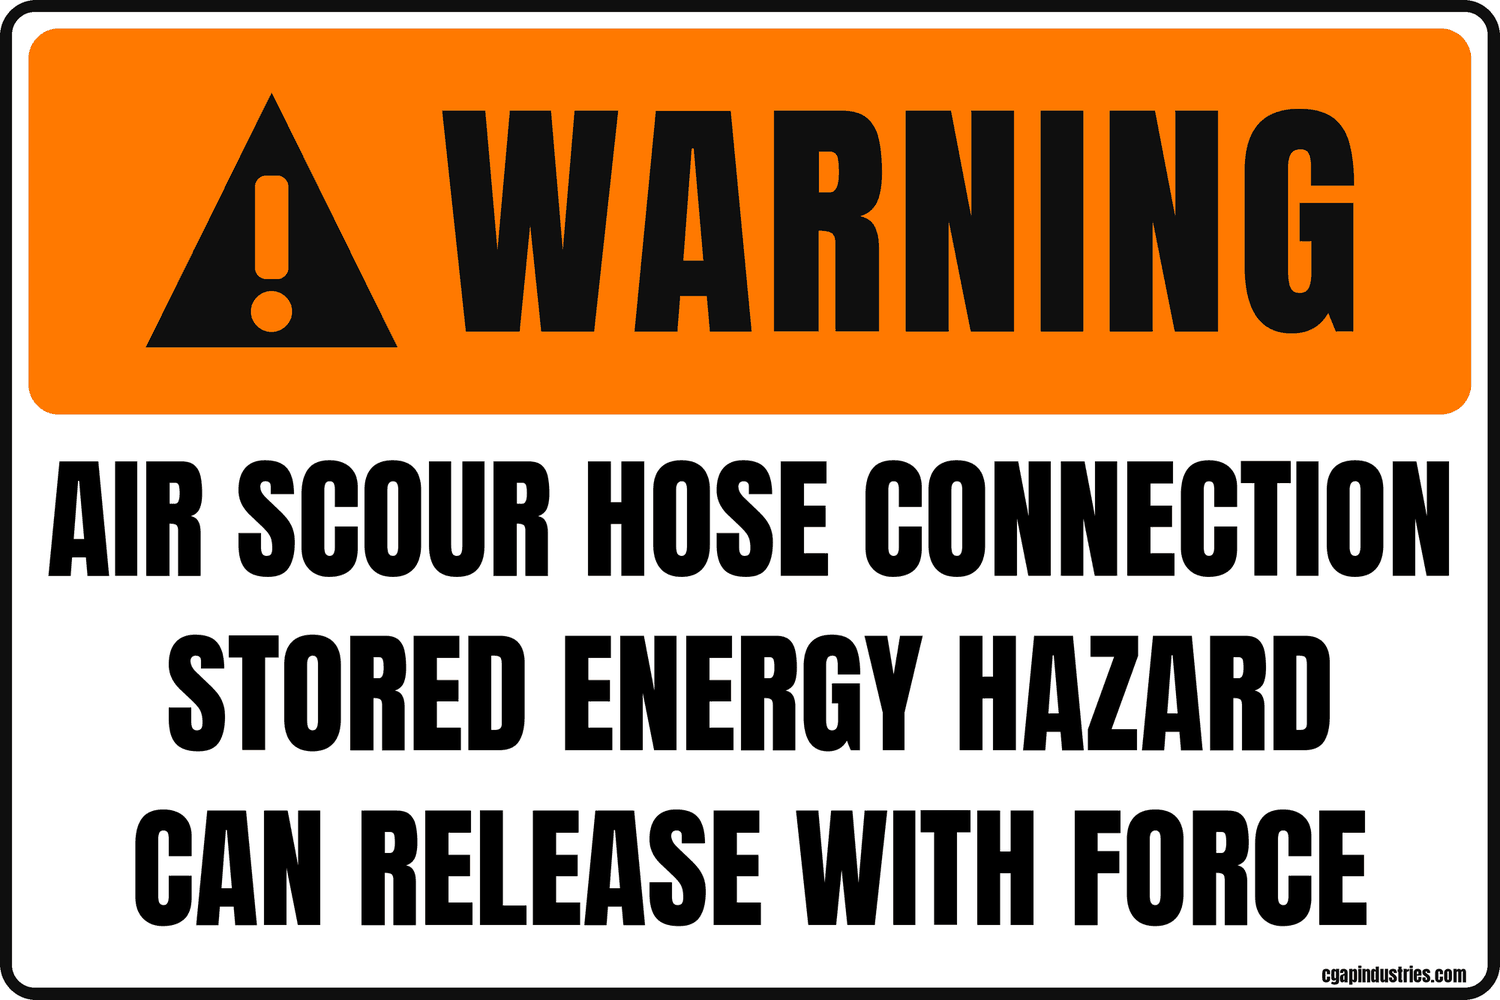 WARNING
AIR SCOUR HOSE CONNECTION
STORED ENERGY HAZARD
CAN RELEASE WITH FORCE
cgapindustries.com